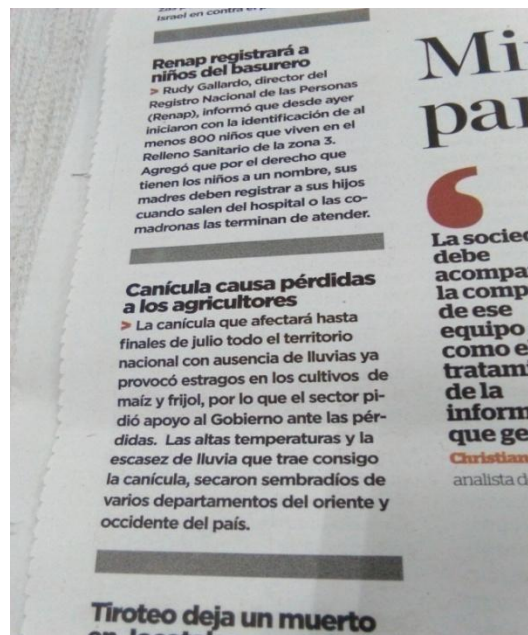 Israel en contra
Renap registrará a
niños del basurero
> Rudy Gallardo, director del
Registro Nacional de las Personas
(Renap), informó que desde ayer
iniciaron con la identificación de al
menos 800 niños que viven en el
Relleno Sanitario de la zona 3.
Agregó que por el derecho que
tienen los niños a un nombre, sus
madres deben registrar a sus hijos
cuando salen del hospital o las co-
madronas las terminan de atender.
Canícula causa pérdidas
a los agricultores
> La canícula que afectará hasta
finales de julio todo el territorio
nacional con ausencia de lluvias ya
provocó estragos en los cultivos de
maíz y frijol, por lo que el sector pi-
dió apoyo al Gobierno ante las pér-
didas. Las altas temperaturas y la
escasez de lluvia que trae consigo
la canícula, secaron sembradíos de
varios departamentos del oriente y
occidente del país.
Tiroteo deja un muerto
Mi
par
La socied
debe
acompa
la comp
de ese
equipo
como e
tratami
de la
inform
que ge
Christian
analista d